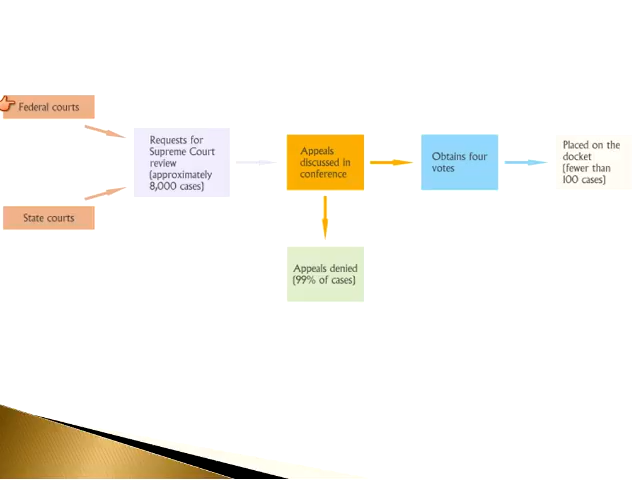 Federal courts
State courts
Requests for
Supreme Court
review
(approximately
8,000 cases)
Appeals
discussed in
conference
Appeals denied
(99% of cases)
Obtains four
votes
Placed on the
docket
(fewer than
100 cases)